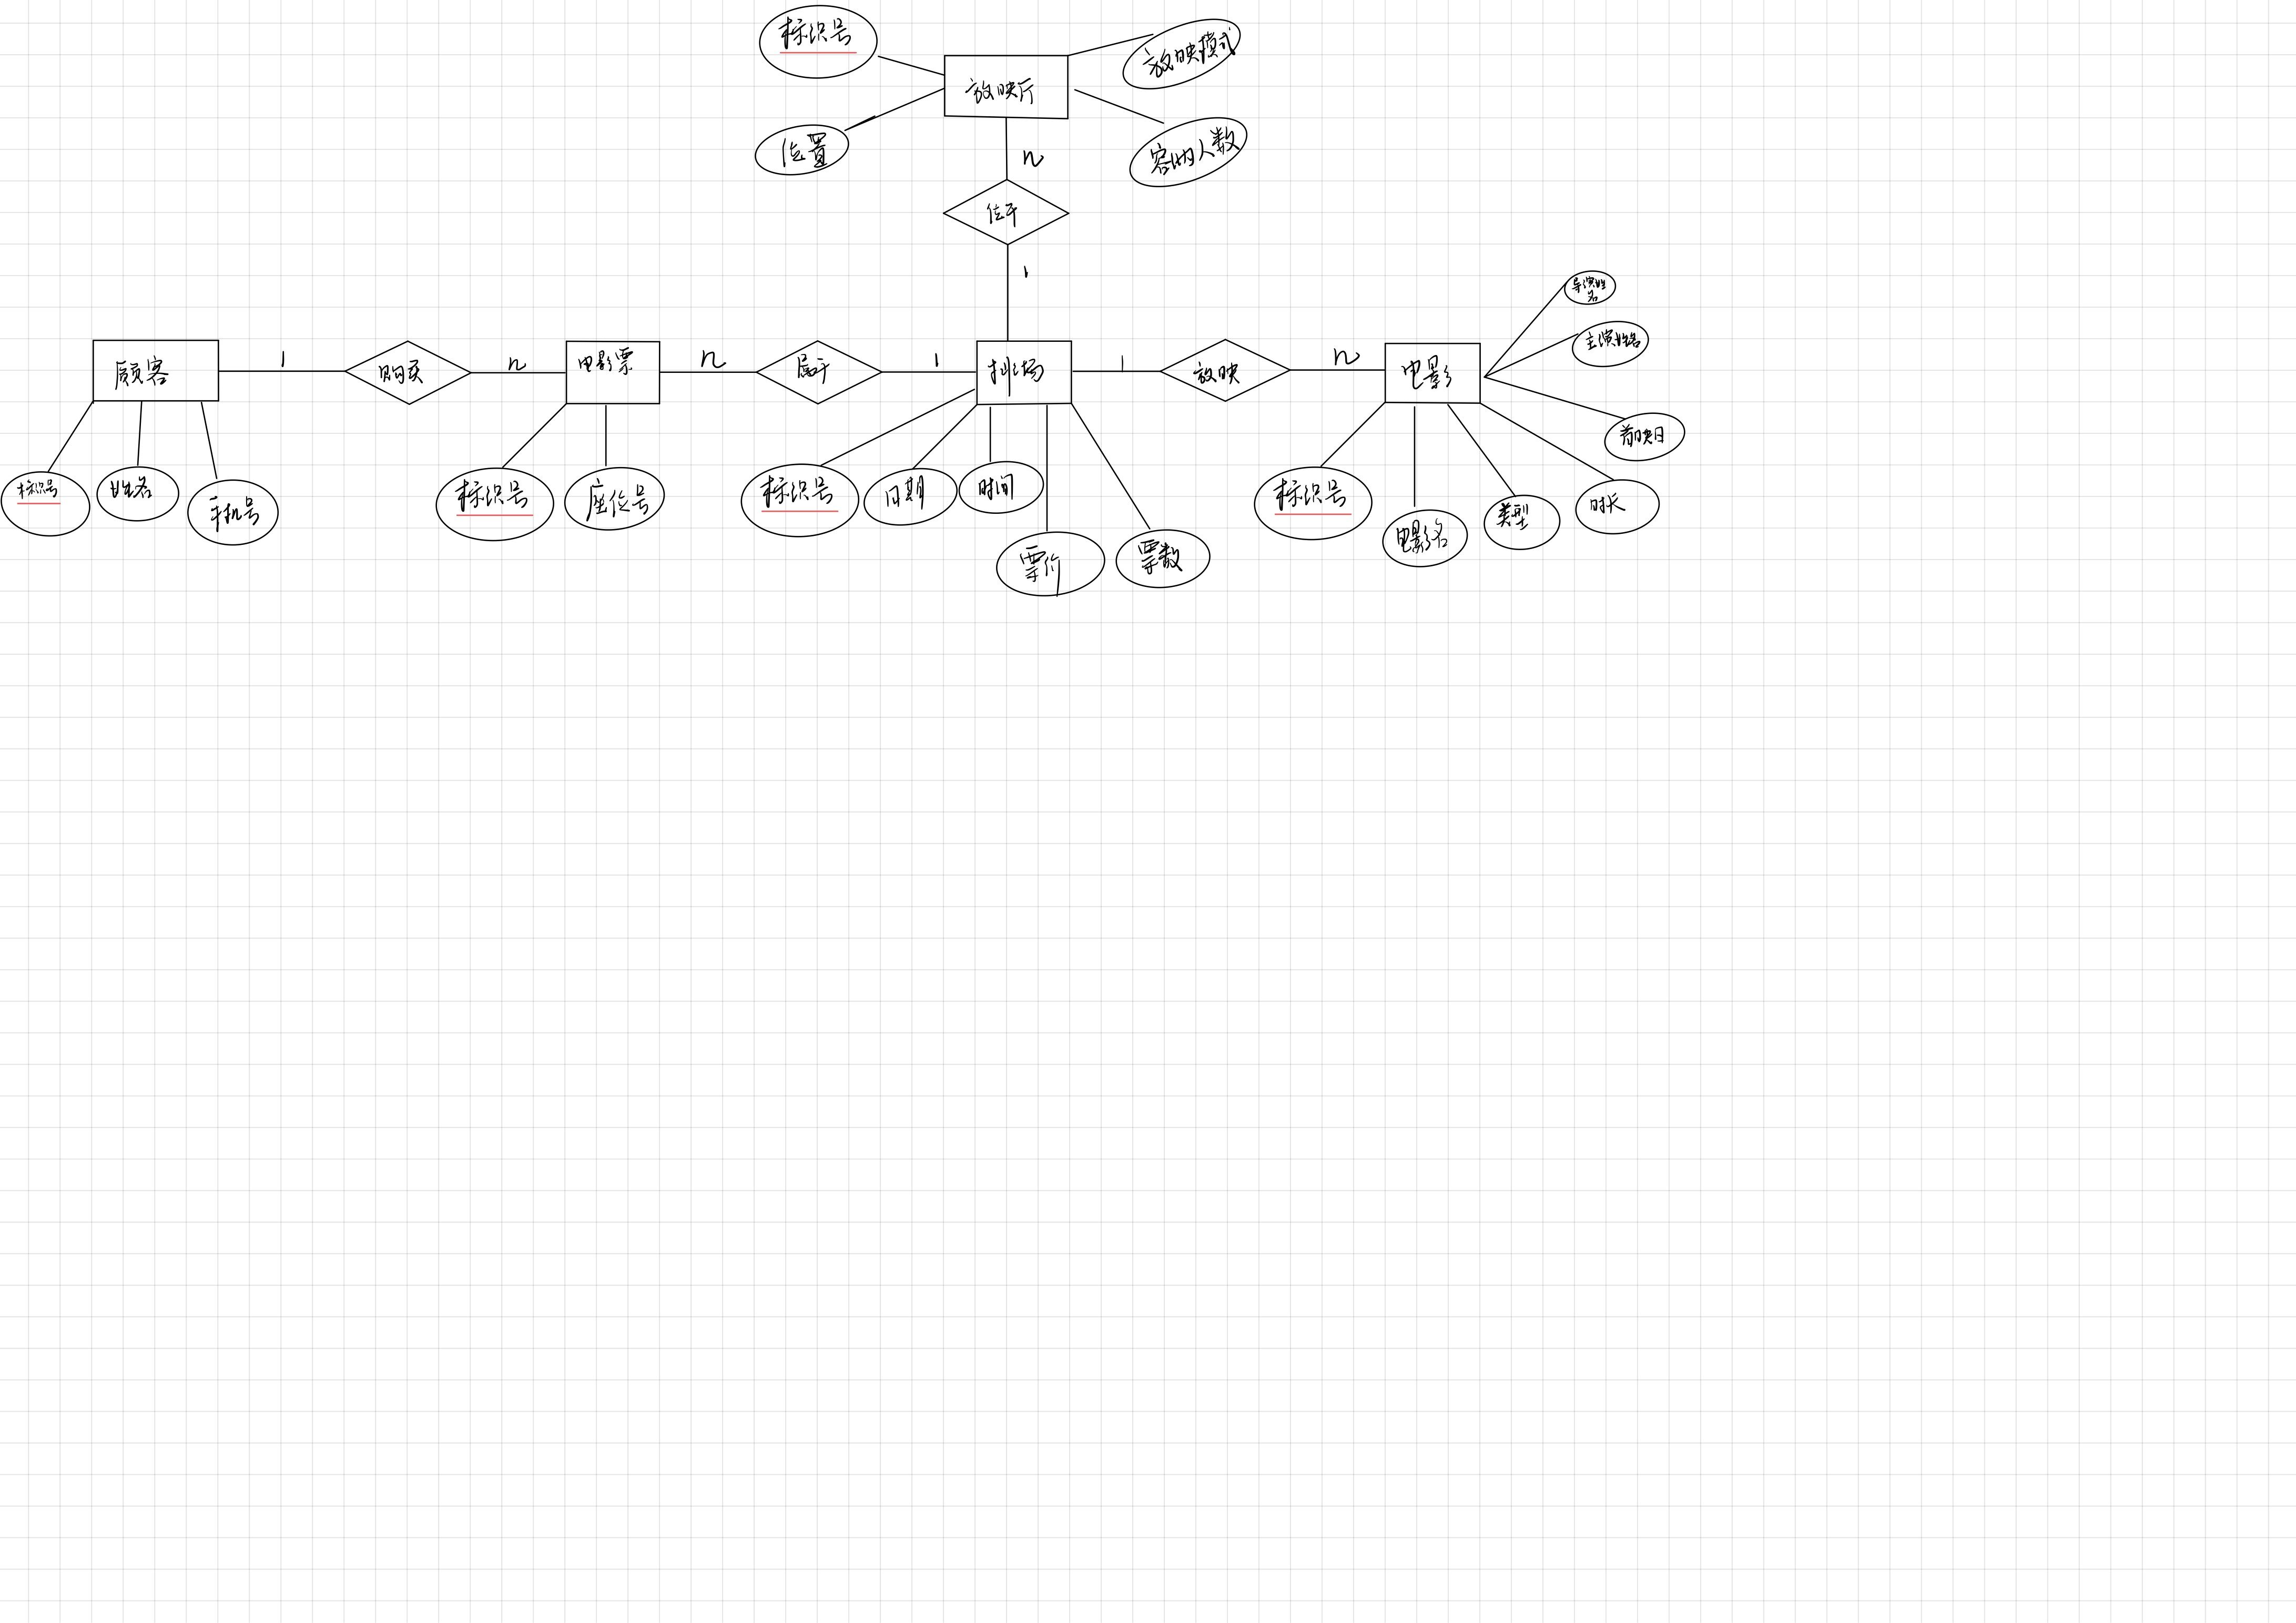 标识号
放映模式
放映厅
位置
容纳人数
n
位于
1
导演姓
名
主演姓名
顾客
1
购买
n
电影票
n
属于
1
排场
1
放映
n
电影
首映日
标识号
姓名
手机号
标识号
座位号
标识号
日期
时间
票价
票数
标识号
电影名
类型
时长